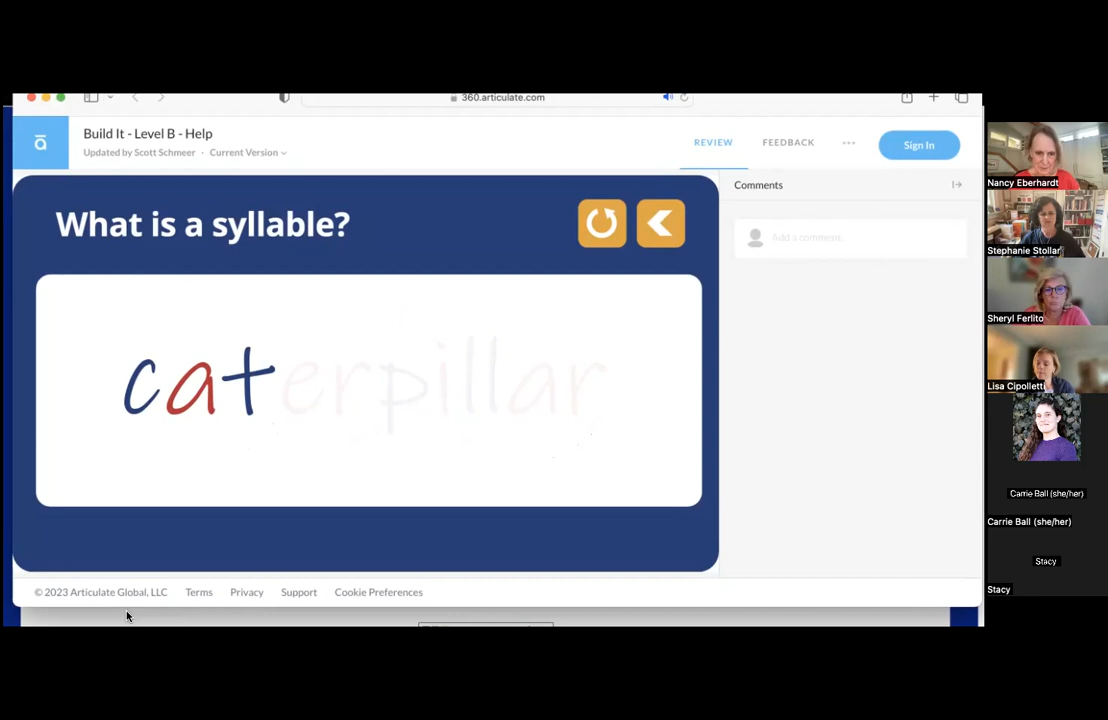 360.articulate.com
ā
Build It - Level B - Help
Updated by Scott Schmeer · Current Version
REVIEW
FEEDBACK
Sign In
What is a syllable?
Comments
Add a comment.
caterpillar
© 2023 Articulate Global, LLC
Terms
Privacy
Support
Cookie Preferences
Nancy Eberhardt
Stephanie Stollar
Sheryl Ferlito
Lisa Cipolletti
Carrie Ball (she/her)
Carrie Ball (she/her)
Stacy
Stacy